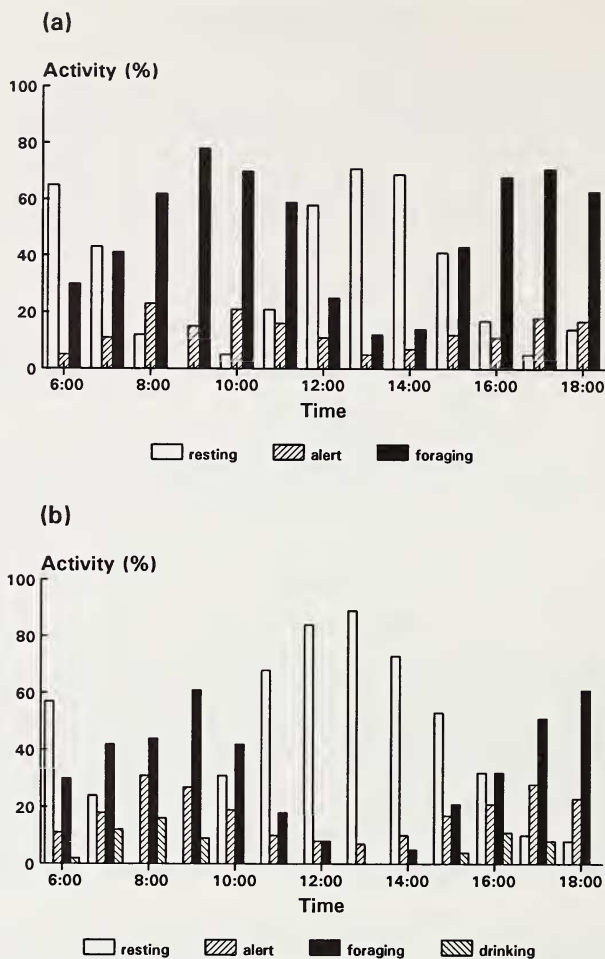 (a)
Activity (%)
100
80
60
40
20
0
6:00 8:00 10:00 12:00 14:00 16:00 18:00
Time
resting alert foraging
(b)
Activity (%)
100
80
60
40
20
0
6:00 8:00 10:00 12:00 14:00 16:00 18:00
Time
resting alert foraging drinking